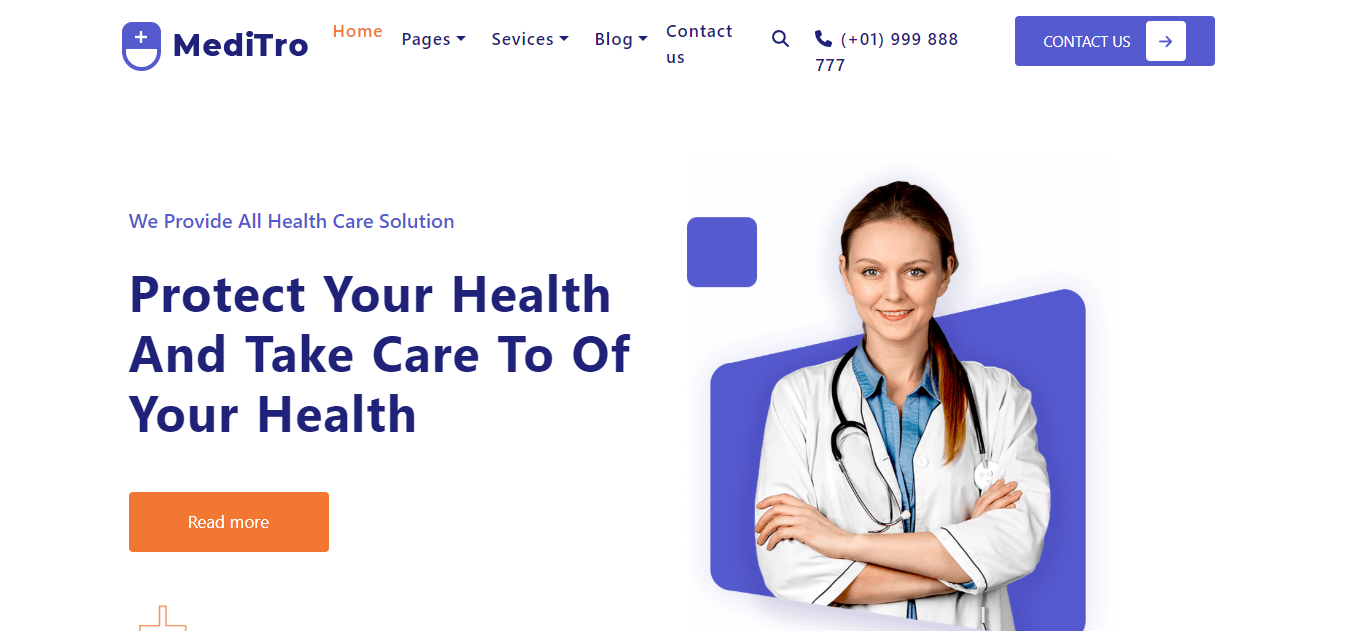 MediTro
Home
Pages
Sevices
Blog
Contact
us
(+01) 999 888
777
CONTACT US
We Provide All Health Care Solution
Protect Your Health
And Take Care To Of
Your Health
Read more